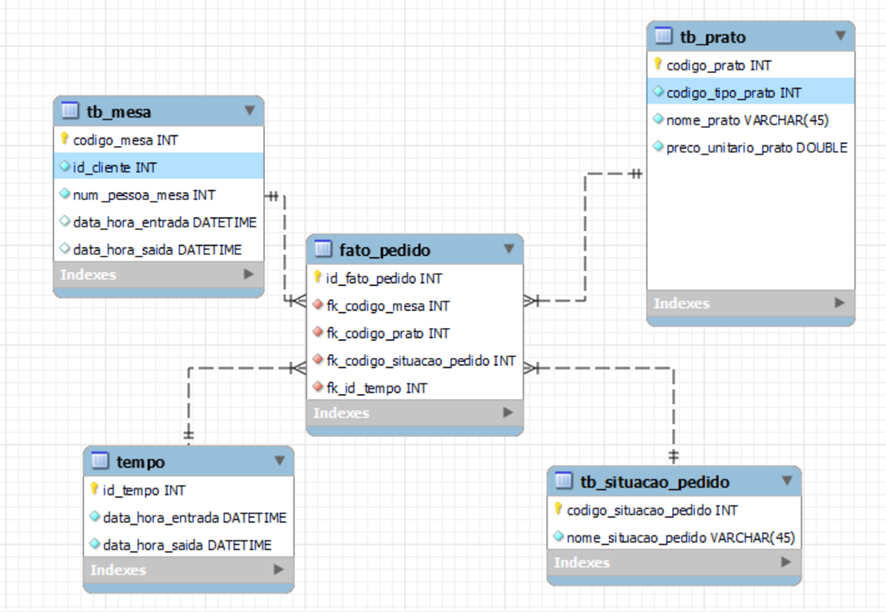 tb_mesa
codigo_mesa INT
id_cliente INT
num_pessoa_mesa INT
data_hora_entrada DATETIME
data_hora_saida DATETIME
Indexes
tb_prato
codigo_prato INT
codigo_tipo_prato INT
nome_prato VARCHAR(45)
preco_unitario_prato DOUBLE
Indexes
fato_pedido
id_fato_pedido INT
fk_codigo_mesa INT
fk_codigo_prato INT
fk_codigo_situacao_pedido INT
fk_id_tempo INT
Indexes
tempo
id_tempo INT
data_hora_entrada DATETIME
data_hora_saida DATETIME
Indexes
tb_situacao_pedido
codigo_situacao_pedido INT
nome_situacao_pedido VARCHAR(45)
Indexes